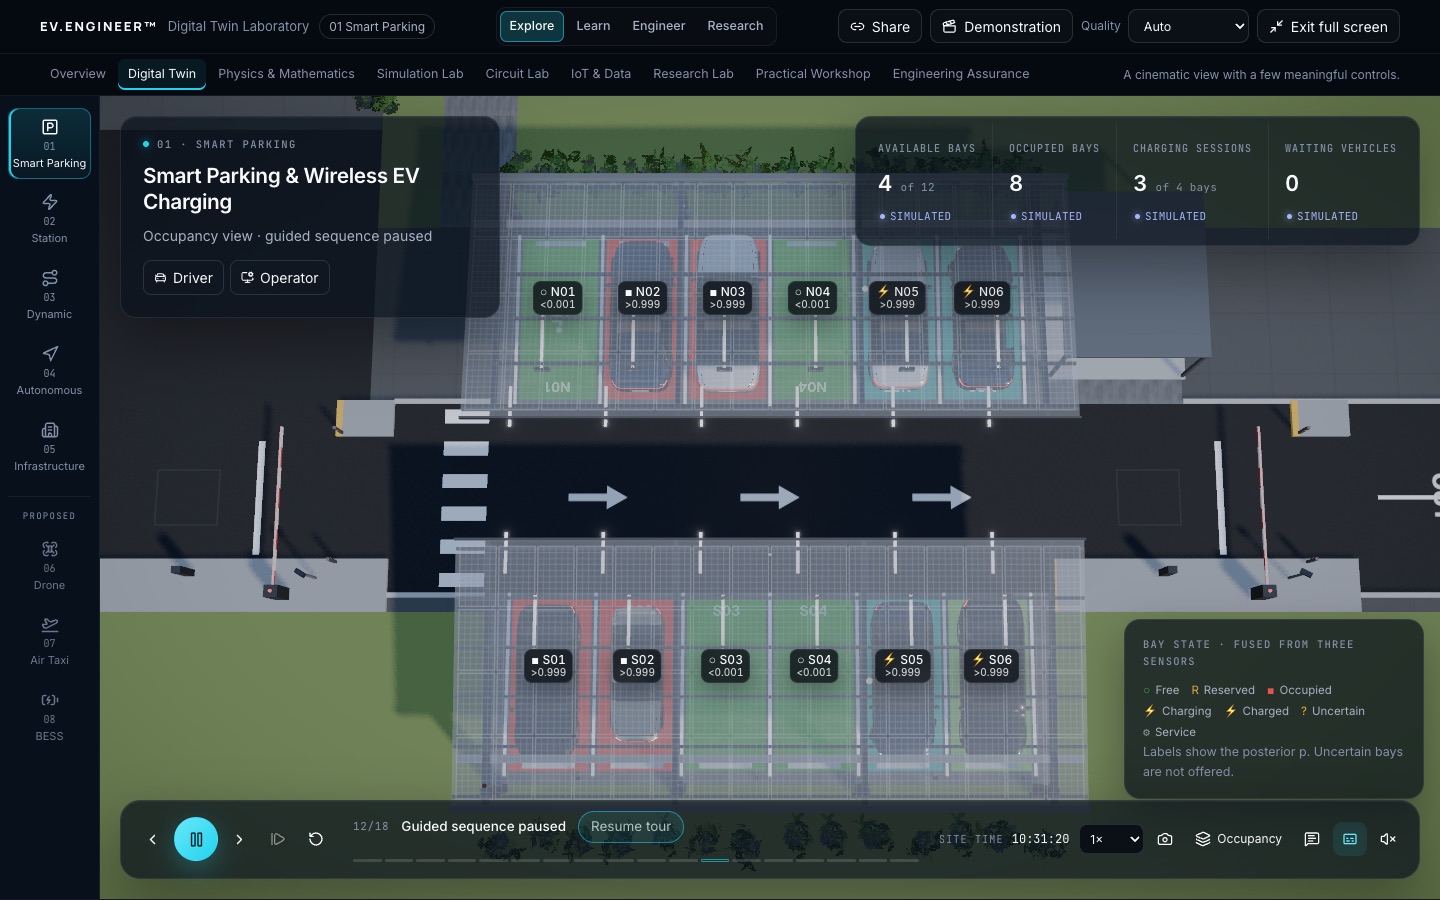 EV.ENGINEER™ Digital Twin Laboratory 01 Smart Parking Explore Learn Engineer Research Share Demonstration Quality Auto Exit full screen
Overview Digital Twin Physics & Mathematics Simulation Lab Circuit Lab IoT & Data Research Lab Practical Workshop Engineering Assurance A cinematic view with a few meaningful controls.
01
Smart Parking
02
Station
03
Dynamic
04
Autonomous
05
Infrastructure
PROPOSED
06
Drone
07
Air Taxi
08
BESS
01 · SMART PARKING
Smart Parking & Wireless EV
Charging
Occupancy view · guided sequence paused
Driver Operator
AVAILABLE BAYS OCCUPIED BAYS CHARGING SESSIONS WAITING VEHICLES
4 of 12 8 3 of 4 bays 0
SIMULATED SIMULATED SIMULATED SIMULATED
○ N01 ■ N02 ■ N03 ○ N04 ⚡ N05 ⚡ N06
<0.001 >0.999 >0.999 <0.001 >0.999 >0.999
N01 N04
S03 S04
■ S01 ■ S02 ○ S03 ○ S04 ⚡ S05 ⚡ S06
>0.999 >0.999 <0.001 <0.001 >0.999 >0.999
BAY STATE · FUSED FROM THREE
SENSORS
○ Free R Reserved ■ Occupied
⚡ Charging ⚡ Charged ? Uncertain
⚙ Service
Labels show the posterior p. Uncertain bays
are not offered.
12/18 Guided sequence paused Resume tour
SITE TIME 10:31:20 1× Occupancy